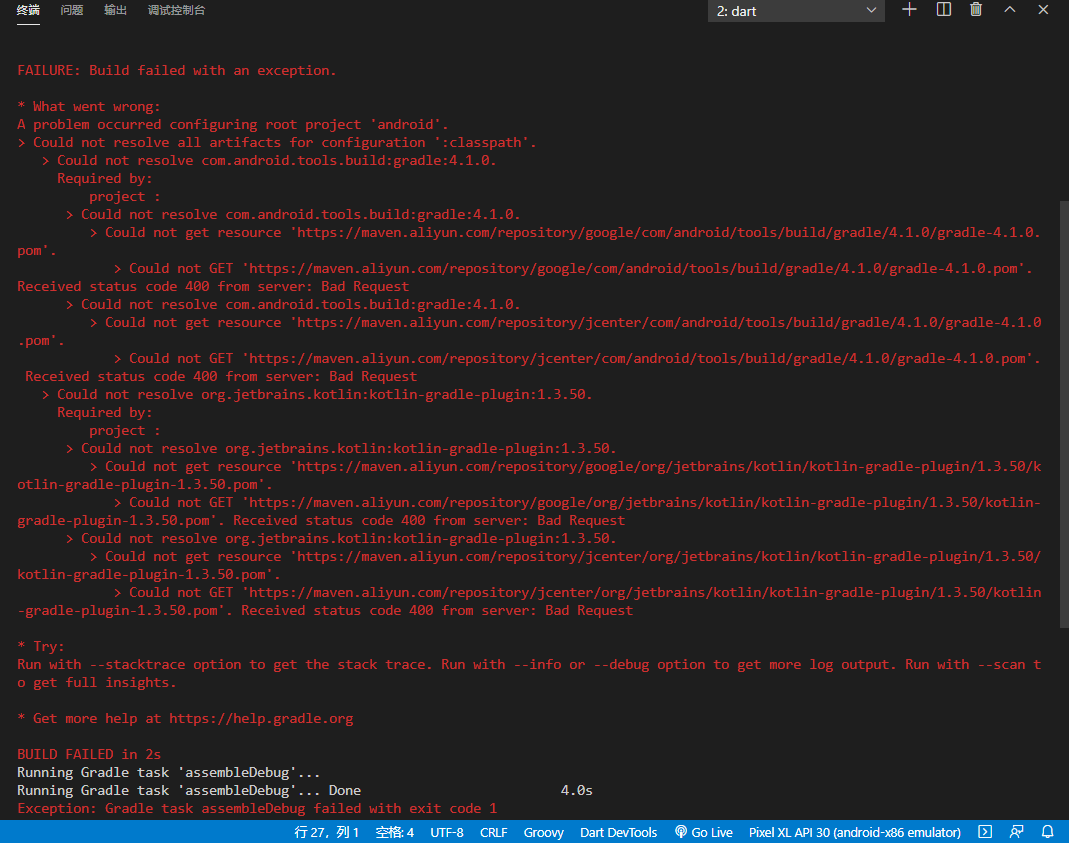 终端 问题 输出 调试控制台 2: dart
FAILURE: Build failed with an exception.
* What went wrong:
A problem occurred configuring root project 'android'.
> Could not resolve all artifacts for configuration ':classpath'.
> Could not resolve com.android.tools.build:gradle:4.1.0.
Required by:
project :
> Could not resolve com.android.tools.build:gradle:4.1.0.
> Could not get resource 'https://maven.aliyun.com/repository/google/com/android/tools/build/gradle/4.1.0/gradle-4.1.0.
pom'.
> Could not GET 'https://maven.aliyun.com/repository/google/com/android/tools/build/gradle/4.1.0/gradle-4.1.0.pom'.
Received status code 400 from server: Bad Request
> Could not resolve com.android.tools.build:gradle:4.1.0.
> Could not get resource 'https://maven.aliyun.com/repository/jcenter/com/android/tools/build/gradle/4.1.0/gradle-4.1.0
.pom'.
> Could not GET 'https://maven.aliyun.com/repository/jcenter/com/android/tools/build/gradle/4.1.0/gradle-4.1.0.pom'.
Received status code 400 from server: Bad Request
> Could not resolve org.jetbrains.kotlin:kotlin-gradle-plugin:1.3.50.
Required by:
project :
> Could not resolve org.jetbrains.kotlin:kotlin-gradle-plugin:1.3.50.
> Could not get resource 'https://maven.aliyun.com/repository/google/org/jetbrains/kotlin/kotlin-gradle-plugin/1.3.50/k
otlin-gradle-plugin-1.3.50.pom'.
> Could not GET 'https://maven.aliyun.com/repository/google/org/jetbrains/kotlin/kotlin-gradle-plugin/1.3.50/kotlin-
gradle-plugin-1.3.50.pom'. Received status code 400 from server: Bad Request
> Could not resolve org.jetbrains.kotlin:kotlin-gradle-plugin:1.3.50.
> Could not get resource 'https://maven.aliyun.com/repository/jcenter/org/jetbrains/kotlin/kotlin-gradle-plugin/1.3.50/
kotlin-gradle-plugin-1.3.50.pom'.
> Could not GET 'https://maven.aliyun.com/repository/jcenter/org/jetbrains/kotlin/kotlin-gradle-plugin/1.3.50/kotlin
-gradle-plugin-1.3.50.pom'. Received status code 400 from server: Bad Request
* Try:
Run with --stacktrace option to get the stack trace. Run with --info or --debug option to get more log output. Run with --scan t
o get full insights.
* Get more help at https://help.gradle.org
BUILD FAILED in 2s
Running Gradle task 'assembleDebug'...
Running Gradle task 'assembleDebug'... Done 4.0s
Exception: Gradle task assembleDebug failed with exit code 1
行 27，列 1 空格: 4 UTF-8 CRLF Groovy Dart DevTools Go Live Pixel XL API 30 (android-x86 emulator)